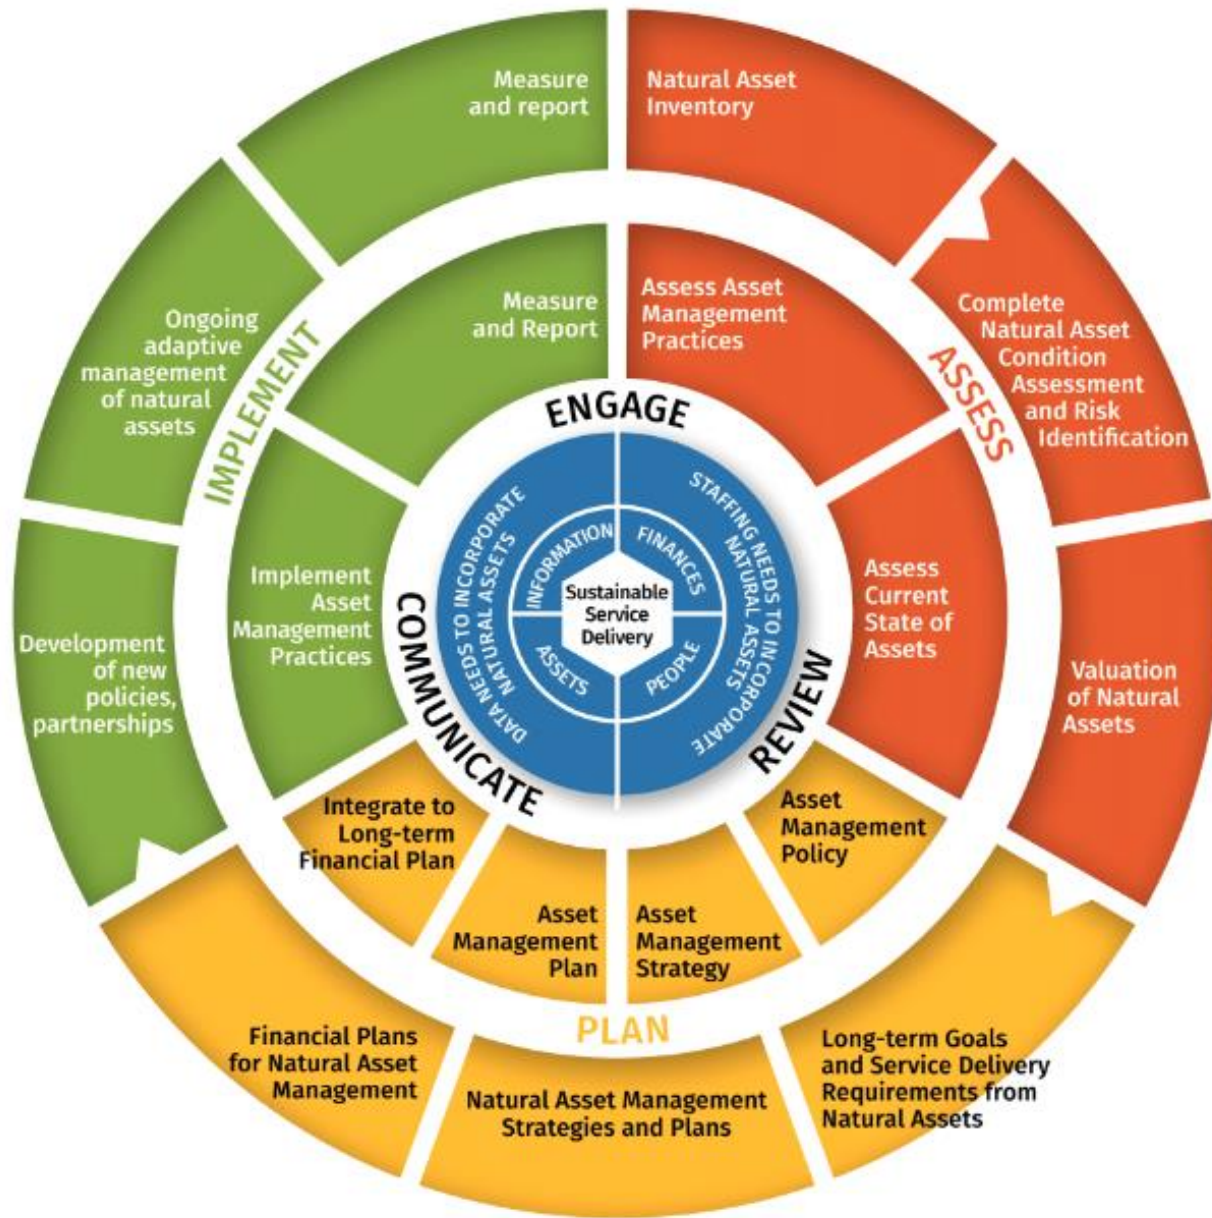 Measure
and report
Natural Asset
Inventory
Ongoing
adaptive
management
of natural
assets
IMPLEMENT
Measure
and Report
Assess Asset
Management
Practices
ASSESS
Complete
Natural Asset
Condition
Assessment
and Risk
Identification
ENGAGE
DATA NEEDS TO INCORPORATE
NATURAL ASSETS
STAFFING NEEDS TO INCORPORATE
NATURAL ASSETS
INFORMATION
FINANCES
Sustainable
Service
Delivery
ASSETS
PEOPLE
Implement
Asset
Management
Practices
COMMUNICATE
REVIEW
Assess
Current
State of
Assets
Development
of new
policies,
partnerships
Valuation
of Natural
Assets
Integrate to
Long-term
Financial Plan
Asset
Management
Plan
Asset
Management
Strategy
Asset
Management
Policy
PLAN
Financial Plans
for Natural Asset
Management
Natural Asset Management
Strategies and Plans
Long-term Goals
and Service Delivery
Requirements from
Natural Assets